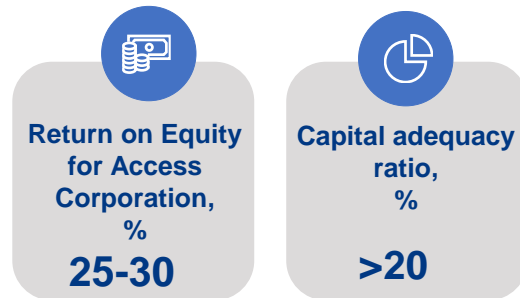 Return on Equity
for Access
Corporation,
%
25-30
Capital adequacy
ratio,
%
>20